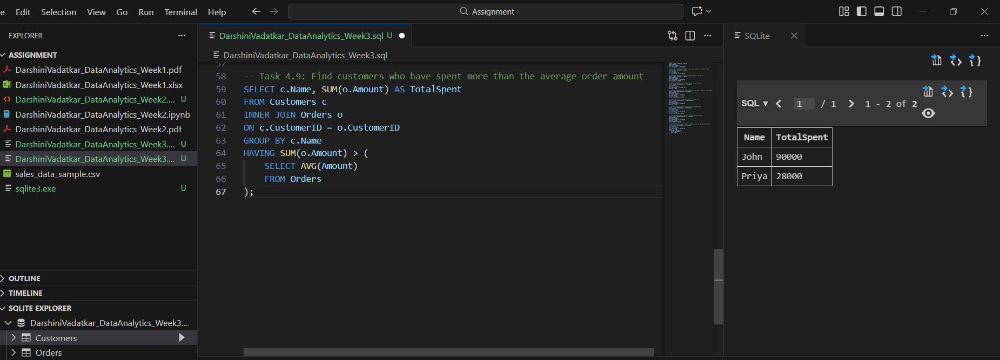 e Edit Selection View Go Run Terminal Help Assignment
EXPLORER
ASSIGNMENT
DarshiniVadatkar_DataAnalytics_Week1.pdf
DarshiniVadatkar_DataAnalytics_Week1.xlsx
DarshiniVadatkar_DataAnalytics_Week2.... U
DarshiniVadatkar_DataAnalytics_Week2.ipynb
DarshiniVadatkar_DataAnalytics_Week2.pdf
DarshiniVadatkar_DataAnalytics_Week3.... U
DarshiniVadatkar_DataAnalytics_Week3.... U
sales_data_sample.csv
sqlite3.exe U
OUTLINE
TIMELINE
SQLITE EXPLORER
DarshiniVadatkar_DataAnalytics_Week3...
Customers
Orders
DarshiniVadatkar_DataAnalytics_Week3.sql U
DarshiniVadatkar_DataAnalytics_Week3.sql
57
58 -- Task 4.9: Find customers who have spent more than the average order amount
59 SELECT c.Name, SUM(o.Amount) AS TotalSpent
60 FROM Customers c
61 INNER JOIN Orders o
62 ON c.CustomerID = o.CustomerID
63 GROUP BY c.Name
64 HAVING SUM(o.Amount) > (
65 SELECT AVG(Amount)
66 FROM Orders
67 );
SQLite
SQL 1 / 1 1 - 2 of 2
Name TotalSpent
John 90000
Priya 28000